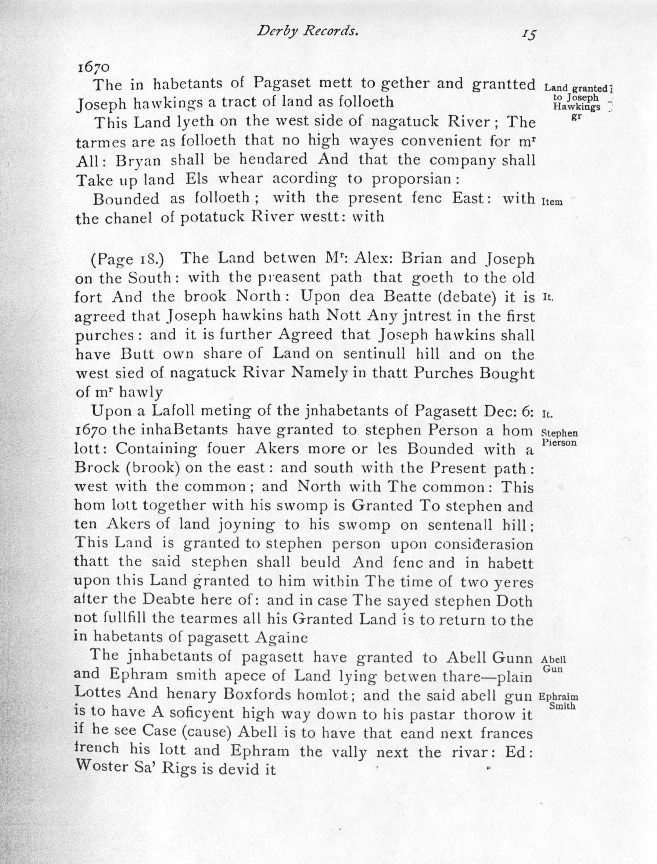 Derby Records. 15
1670
The in habetants of Pagaset mett to gether and grantted
Joseph hawkings a tract of land as folloeth
Land granted
to Joseph
Hawkings
gr
This Land lyeth on the west side of nagatuck River ; The
tarmes are as folloeth that no high wayes convenient for mʳ
All : Bryan shall be hendared And that the company shall
Take up land Els whear acording to proporsian :
Bounded as folloeth ; with the present fenc East : with
Item
the chanel of potatuck River westt : with
(Page 18.) The Land betwen Mʳ: Alex: Brian and Joseph
on the South : with the preasent path that goeth to the old
fort And the brook North : Upon dea Beatte (debate) it is
It.
agreed that Joseph hawkins hath Nott Any jntrest in the first
purches : and it is further Agreed that Joseph hawkins shall
have Butt own share of Land on sentinull hill and on the
west sied of nagatuck Rivar Namely in thatt Purches Bought
of mʳ hawly
Upon a Lafoll meting of the jnhabetants of Pagasett Dec: 6:
It.
1670 the inhaBetants have granted to stephen Person a hom
Stephen
Pierson
lott : Containing fouer Akers more or les Bounded with a
Brock (brook) on the east : and south with the Present path :
west with the common ; and North with The common : This
hom lott together with his swomp is Granted To stephen and
ten Akers of land joyning to his swomp on sentenall hill ;
This Land is granted to stephen person upon considerasion
thatt the said stephen shall beuld And fenc and in habett
upon this Land granted to him within The time of two yeres
after the Deabte here of : and in case The sayed stephen Doth
not fullfill the tearmes all his Granted Land is to return to the
in habetants of pagasett Againe
The jnhabetants of pagasett have granted to Abell Gunn
Abell
Gun
and Ephram smith apece of Land lying betwen thare—plain
Lottes And henary Boxfords homlot ; and the said abell gun
Ephraim
Smith
is to have A soficyent high way down to his pastar thorow it
if he see Case (cause) Abell is to have that eand next frances
french his lott and Ephram the vally next the rivar : Ed :
Woster Sa' Rigs is devid it